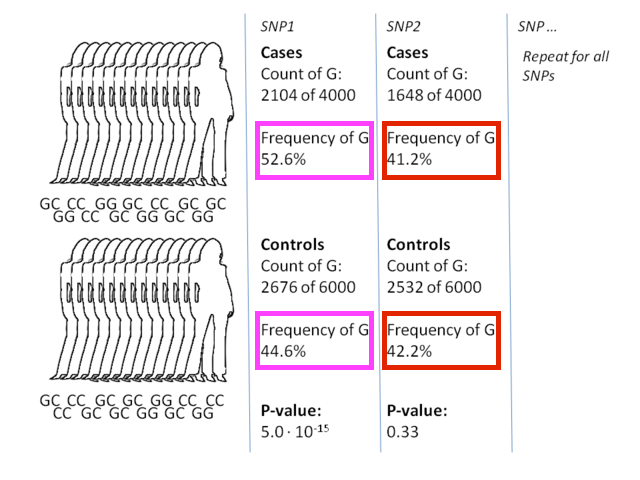 SNP1
Cases
Count of G:
2104 of 4000
Frequency of G
52.6%
Controls
Count of G:
2676 of 6000
Frequency of G
44.6%
P-value:
5.0 · 10⁻¹⁵
SNP2
Cases
Count of G:
1648 of 4000
Frequency of G
41.2%
Controls
Count of G:
2532 of 6000
Frequency of G
42.2%
P-value:
0.33
SNP ...
Repeat for all
SNPs
GC CC GG GC CC GC GC
GG CC GC GG GC GG
GC CC GC GC GG CC CC
CC GC GC GG GC GG